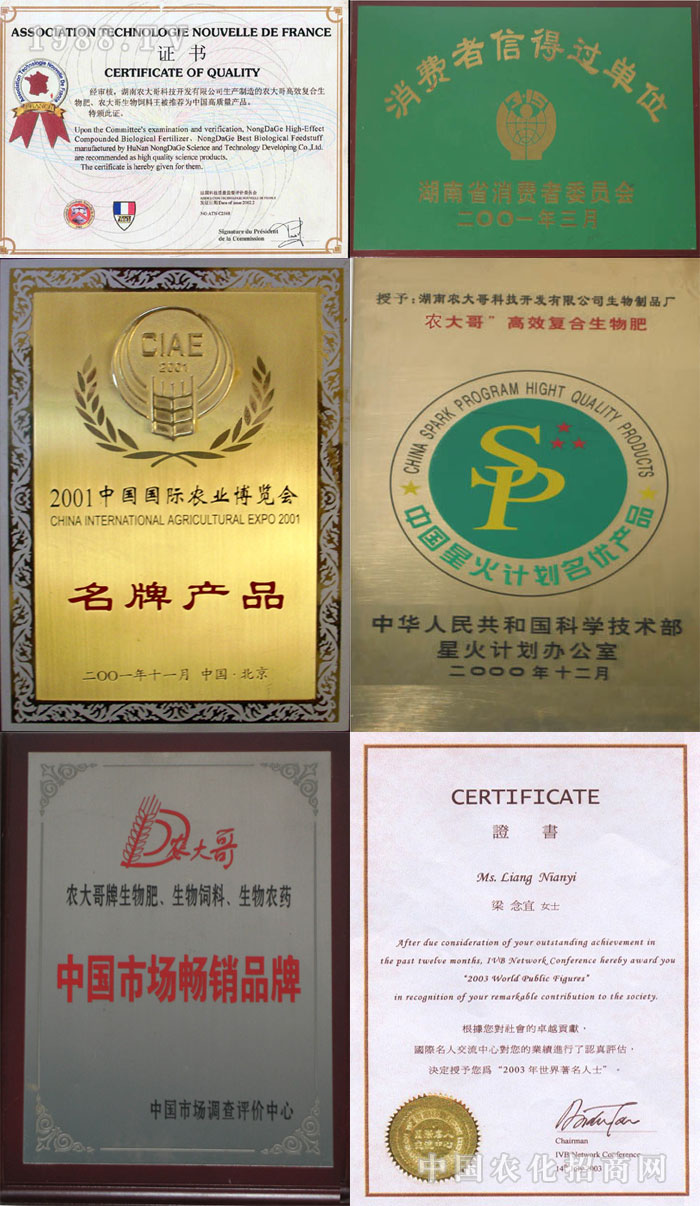 1988.TV
ASSOCIATION TECHNOLOGIE NOUVELLE DE FRANCE
证书
CERTIFICATE OF QUALITY
经审核，湖南农大哥科技开发有限公司生产制造的农大哥高效复合生
物肥、农大哥生物饲料王被推荐为中国高质量产品。
特颁此证。
Upon the Committee's examination and verification, NongDaGe High-Effect
Compounded Biological Fertilizer、NongDaGe Best Biological Feedstuff
manufactured by HuNan NongDaGe Science and Technology Developing Co.,Ltd.
are recommended as high quality science products.
The certificate is hereby given for them.
ASSOCIATION TECHNOLOGIE NOUVELLE DE FRANCE
Signature du Président
de la Commission
消费者信得过单位
3·15
湖南省消费者委员会
二〇〇一年三月
CIAE
2001
2001中国国际农业博览会
CHINA INTERNATIONAL AGRICULTURAL EXPO 2001
名牌产品
二〇〇一年十一月 中国·北京
授予：湖南农大哥科技开发有限公司生物制品厂
农大哥”高效复合生物肥
CHINA SPARK PROGRAM HIGHT QUALITY PRODUCTS
SP
中国星火计划名优产品
中华人民共和国科学技术部
星火计划办公室
二〇〇〇年十二月
农大哥
农大哥牌生物肥、生物饲料、生物农药
中国市场畅销品牌
中国市场调查评价中心
CERTIFICATE
證 書
Ms. Liang Nianyi
梁 念宜 女士
After due consideration of your outstanding achievement in
the past twelve months, IVB Network Conference hereby award you
“2003 World Public Figures”
in recognition of your remarkable contribution to the society.
根據您對社會的卓越貢獻，
國際名人交流中心對您的業績進行了認真評估，
決定授予您爲“2003年世界著名人士”。
Chairman
IVB Network Conference
中国农化招商网